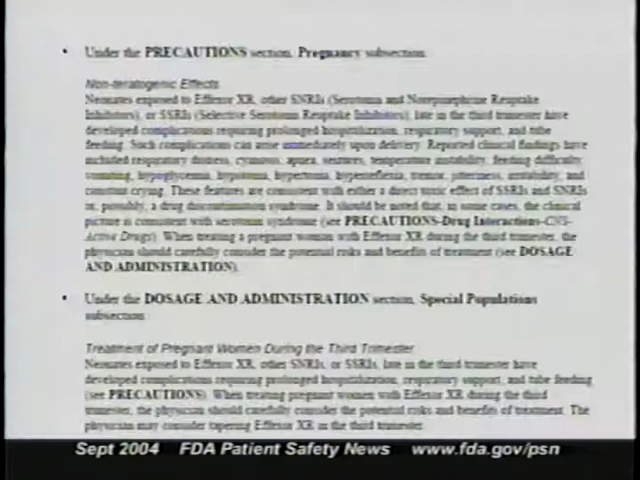 • Under the PRECAUTIONS section, Pregnancy subsection
Non-teratogenic Effects
Neonates exposed to Effexor XR, other SNRIs (Serotonin and Norepinephrine Reuptake
Inhibitors), or SSRIs (Selective Serotonin Reuptake Inhibitors), late in the third trimester have
developed complications requiring prolonged hospitalization, respiratory support, and tube
feeding. Such complications can arise immediately upon delivery. Reported clinical findings have
included respiratory distress, cyanosis, apnea, seizures, temperature instability, feeding difficulty,
vomiting, hypoglycemia, hypotonia, hypertonia, hyperreflexia, tremor, jitteriness, irritability, and
constant crying. These features are consistent with either a direct toxic effect of SSRIs and SNRIs
or, possibly, a drug discontinuation syndrome. It should be noted that, in some cases, the clinical
picture is consistent with serotonin syndrome (see PRECAUTIONS-Drug Interactions-CNS-
Active Drugs). When treating a pregnant woman with Effexor XR during the third trimester, the
physician should carefully consider the potential risks and benefits of treatment (see DOSAGE
AND ADMINISTRATION).
• Under the DOSAGE AND ADMINISTRATION section, Special Populations
subsection
Treatment of Pregnant Women During the Third Trimester
Neonates exposed to Effexor XR, other SNRIs, or SSRIs, late in the third trimester have
developed complications requiring prolonged hospitalization, respiratory support, and tube feeding
(see PRECAUTIONS). When treating pregnant women with Effexor XR during the third
trimester, the physician should carefully consider the potential risks and benefits of treatment. The
physician may consider tapering Effexor XR in the third trimester.
Sept 2004 FDA Patient Safety News www.fda.gov/psn